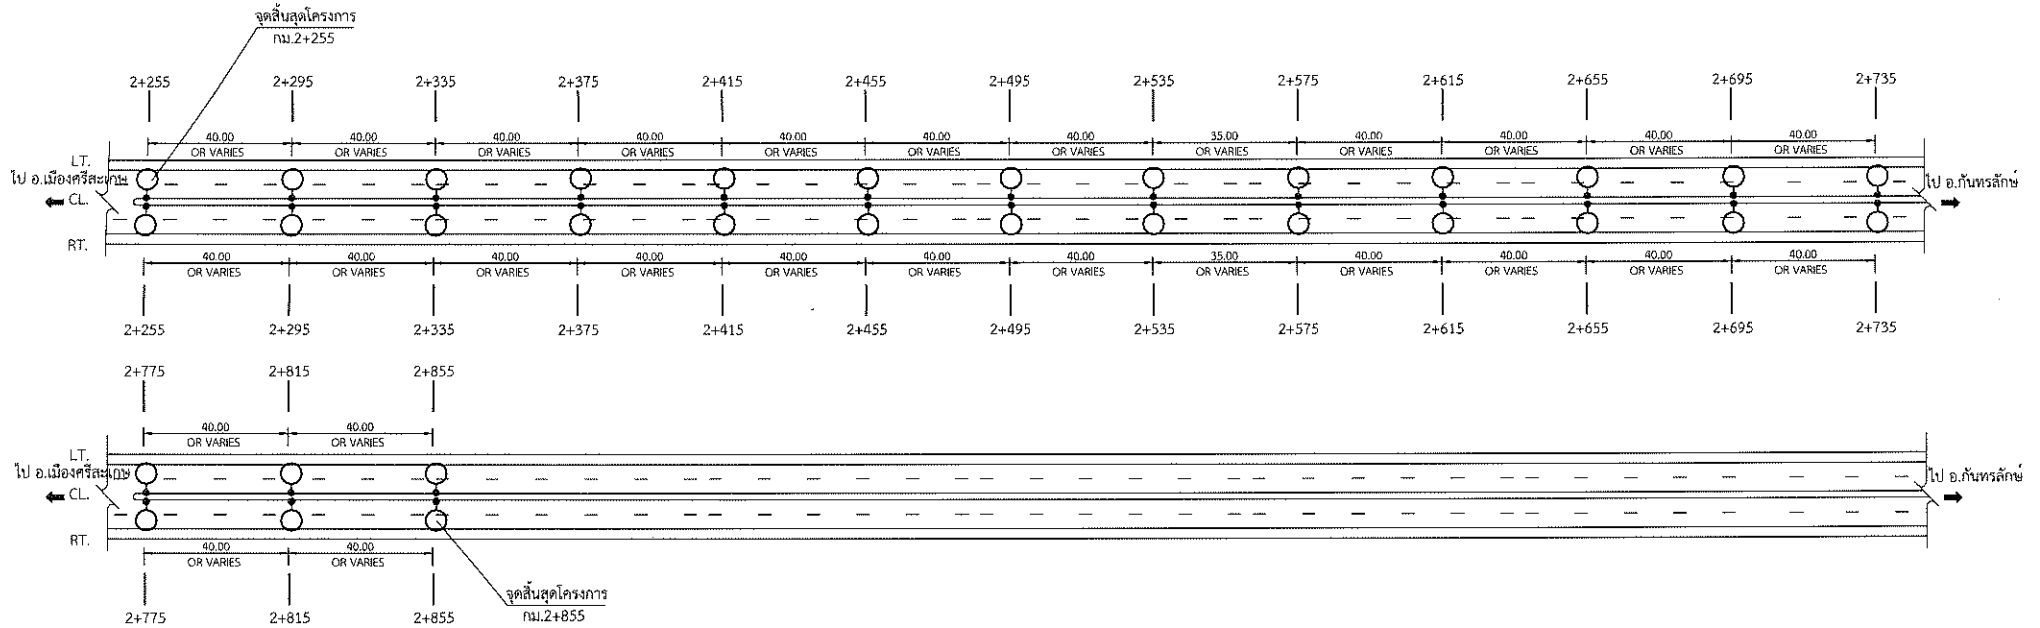 จุดสิ้นสุดโครงการ
กม.2+255
2+255 2+295 2+335 2+375 2+415 2+455 2+495 2+535 2+575 2+615 2+655 2+695 2+735
40.00 40.00 40.00 40.00 40.00 40.00 40.00 35.00 40.00 40.00 40.00 40.00
OR VARIES OR VARIES OR VARIES OR VARIES OR VARIES OR VARIES OR VARIES OR VARIES OR VARIES OR VARIES OR VARIES OR VARIES
LT.
ไป อ.เมืองศรีสะเกษ ไป อ.กันทรลักษ์
CL.
RT.
40.00 40.00 40.00 40.00 40.00 40.00 40.00 35.00 40.00 40.00 40.00 40.00
OR VARIES OR VARIES OR VARIES OR VARIES OR VARIES OR VARIES OR VARIES OR VARIES OR VARIES OR VARIES OR VARIES OR VARIES
2+255 2+295 2+335 2+375 2+415 2+455 2+495 2+535 2+575 2+615 2+655 2+695 2+735
2+775 2+815 2+855
40.00 40.00
OR VARIES OR VARIES
LT.
ไป อ.เมืองศรีสะเกษ ไป อ.กันทรลักษ์
CL.
RT.
40.00 40.00
OR VARIES OR VARIES
จุดสิ้นสุดโครงการ
กม.2+855
2+775 2+815 2+855